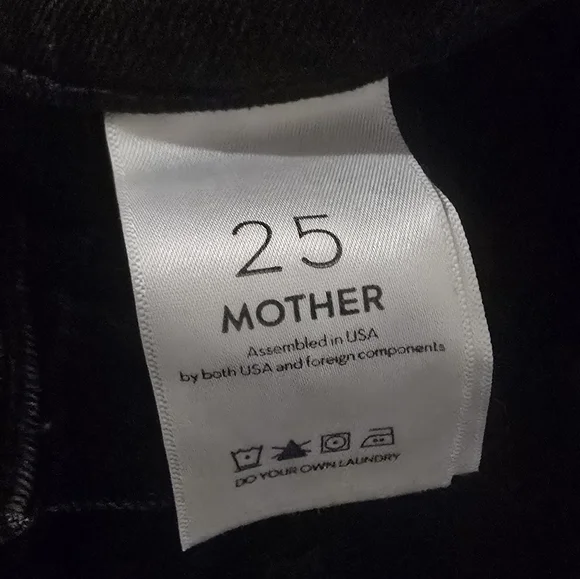 25
MOTHER
Assembled in USA
by both USA and foreign components
DO YOUR OWN LAUNDRY